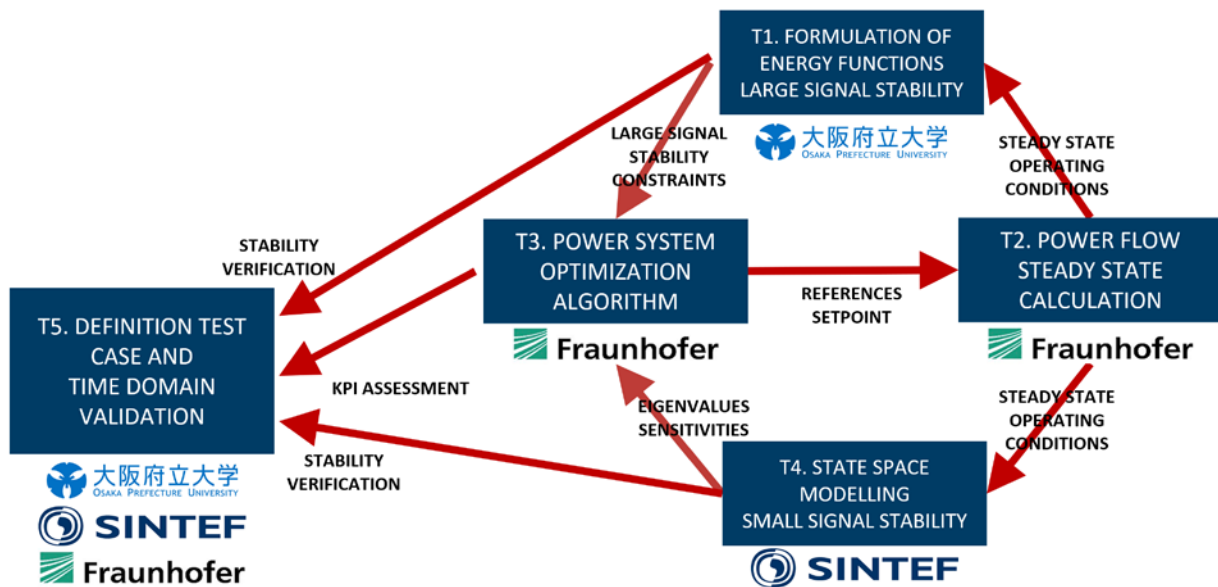 T1. FORMULATION OF
ENERGY FUNCTIONS
LARGE SIGNAL STABILITY
大阪府立大学
OSAKA PREFECTURE UNIVERSITY
LARGE SIGNAL
STABILITY
CONSTRAINTS
STEADY STATE
OPERATING
CONDITIONS
T3. POWER SYSTEM
OPTIMIZATION
ALGORITHM
Fraunhofer
REFERENCES
SETPOINT
T2. POWER FLOW
STEADY STATE
CALCULATION
Fraunhofer
STABILITY
VERIFICATION
T5. DEFINITION TEST
CASE AND
TIME DOMAIN
VALIDATION
大阪府立大学
OSAKA PREFECTURE UNIVERSITY
SINTEF
Fraunhofer
KPI ASSESSMENT
STABILITY
VERIFICATION
EIGENVALUES
SENSITIVITIES
STEADY STATE
OPERATING
CONDITIONS
T4. STATE SPACE
MODELLING
SMALL SIGNAL STABILITY
SINTEF